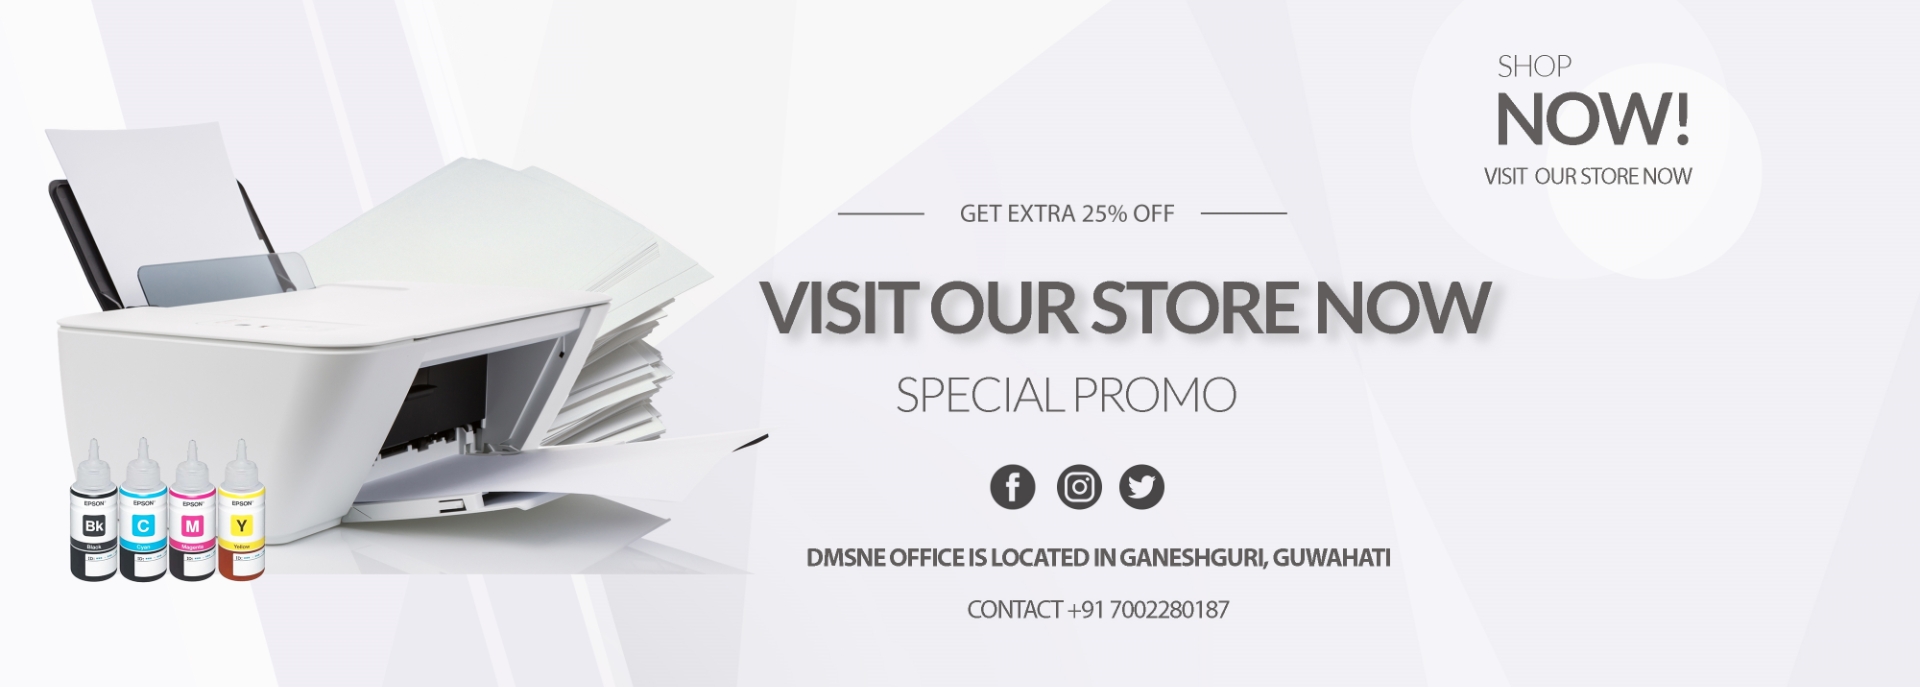 SHOP
NOW!
VISIT OUR STORE NOW
GET EXTRA 25% OFF
VISIT OUR STORE NOW
SPECIAL PROMO
DMSNE OFFICE IS LOCATED IN GANESHGURI, GUWAHATI
CONTACT +91 7002280187
EPSON EPSON EPSON EPSON
Bk C M Y
Black Cyan Magenta Yellow